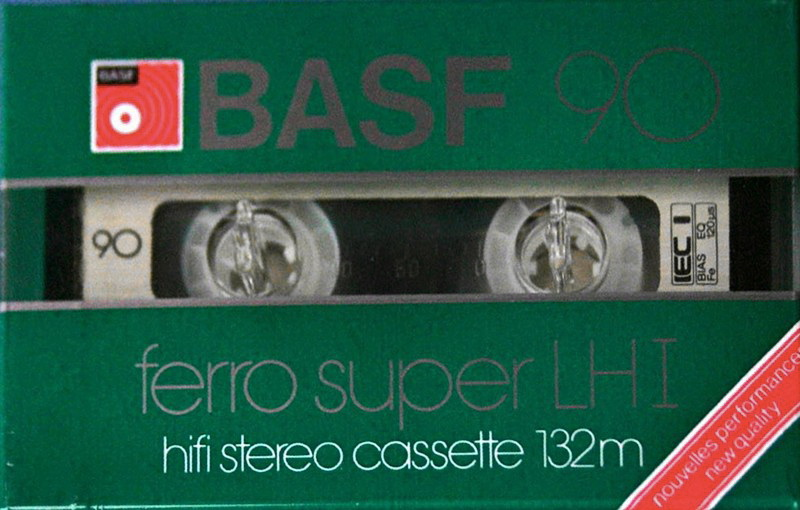 BASF
BASF 90
90
IEC I
BIAS EQ
Fe 120µs
ferro super LH I
hifi stereo cassette 132m
nouvelles performances
new quality